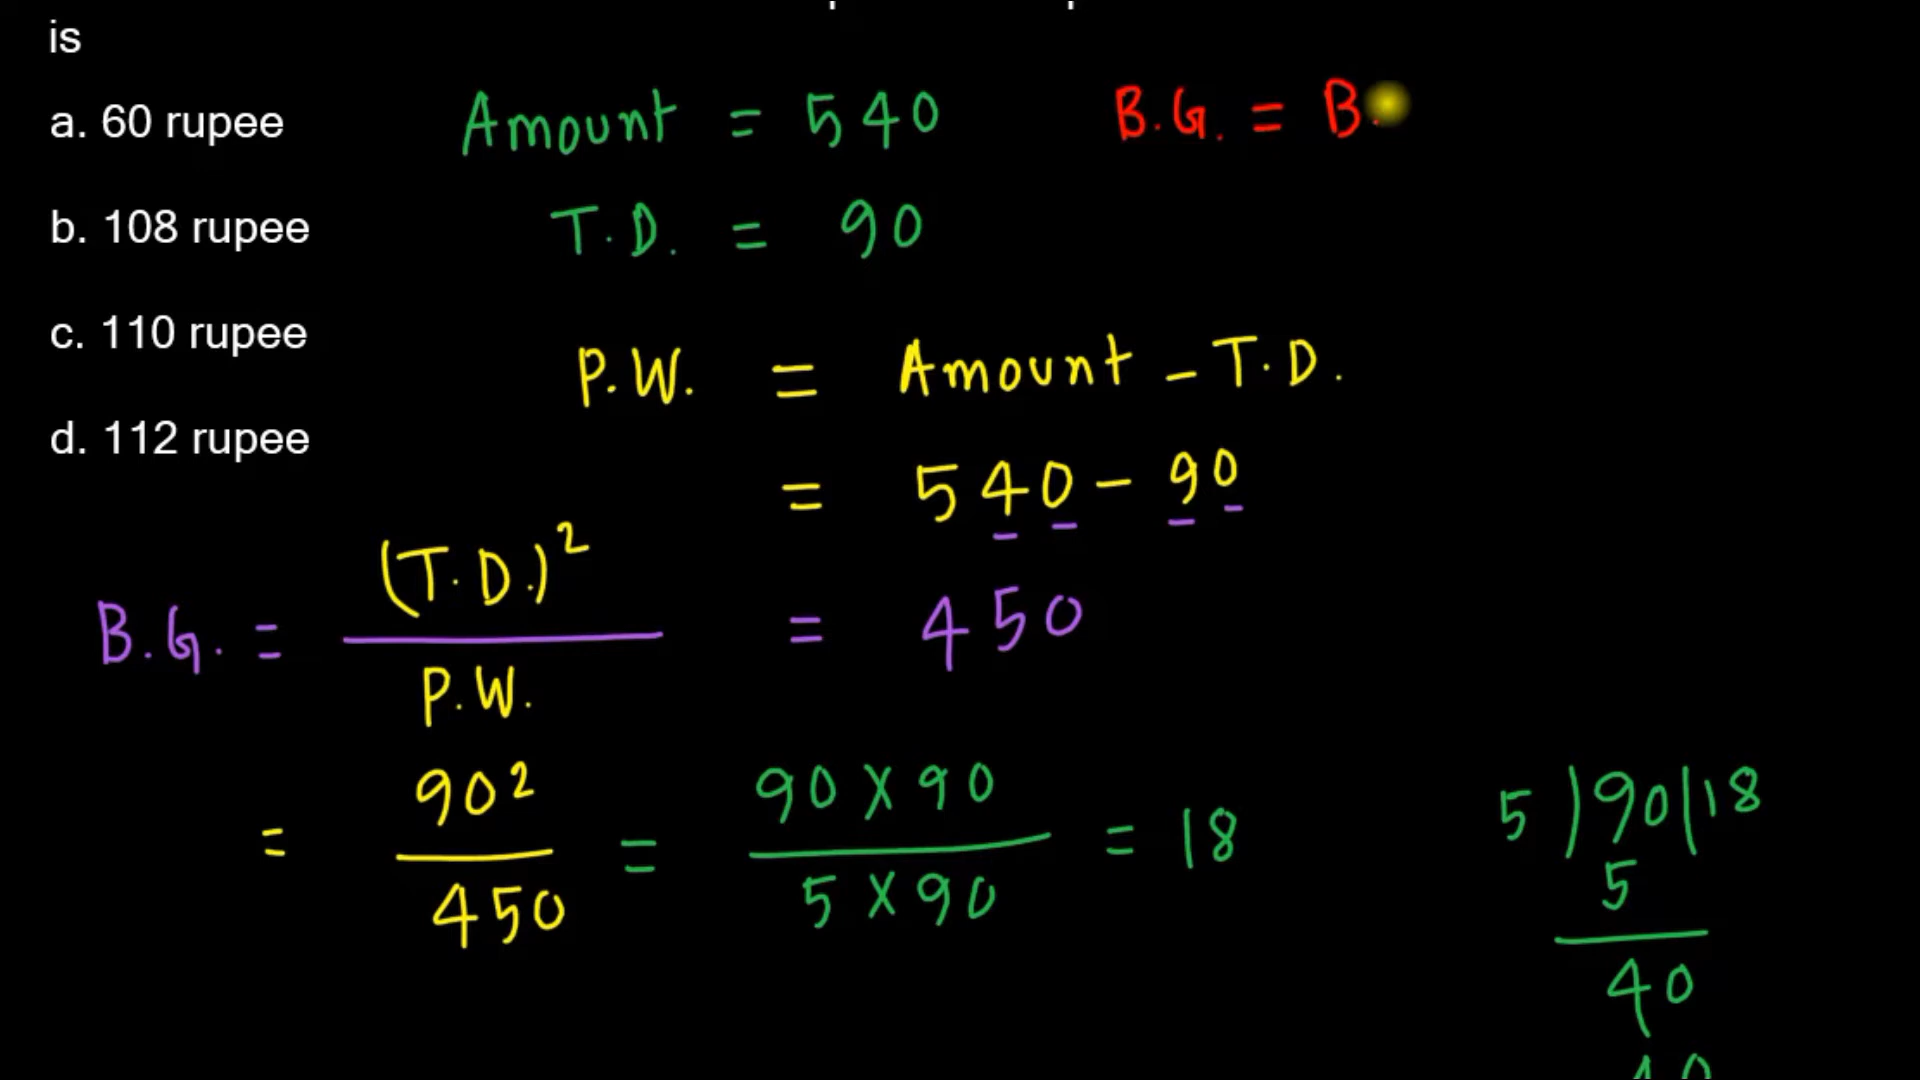 is
a. 60 rupee
b. 108 rupee
c. 110 rupee
d. 112 rupee
Amount = 540
T.D. = 90
B.G. = B.
P.W. = Amount - T.D.
= 540 - 90
= 450
B.G. = (T.D.)² / P.W.
= 90² / 450 = 90 X 90 / 5 X 90 = 18
5 ) 90 ( 18
5
40
40